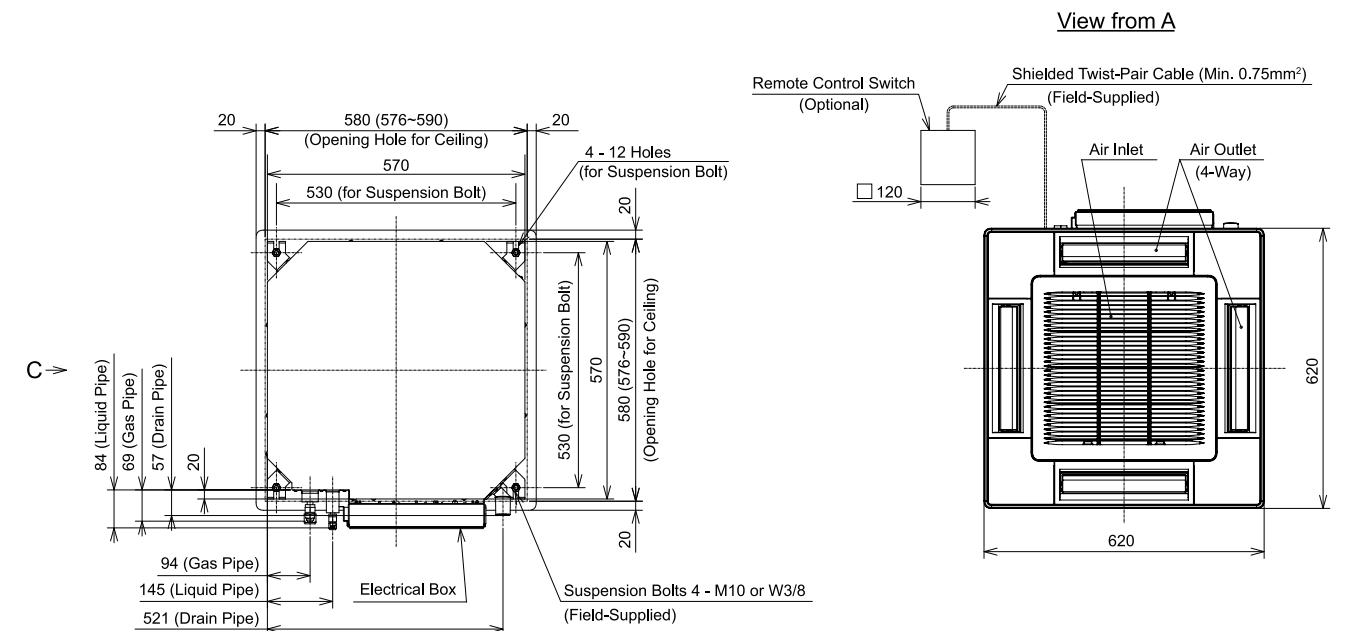 View from A
Remote Control Switch
(Optional)
Shielded Twist-Pair Cable (Min. 0.75mm²)
(Field-Supplied)
20
580 (576~590)
20
(Opening Hole for Ceiling)
570
530 (for Suspension Bolt)
4 - 12 Holes
(for Suspension Bolt)
20
530 (for Suspension Bolt)
570
580 (576~590)
(Opening Hole for Ceiling)
20
C
84 (Liquid Pipe)
69 (Gas Pipe)
57 (Drain Pipe)
20
94 (Gas Pipe)
145 (Liquid Pipe)
521 (Drain Pipe)
Electrical Box
Suspension Bolts 4 - M10 or W3/8
(Field-Supplied)
□ 120
Air Inlet
Air Outlet
(4-Way)
620
620